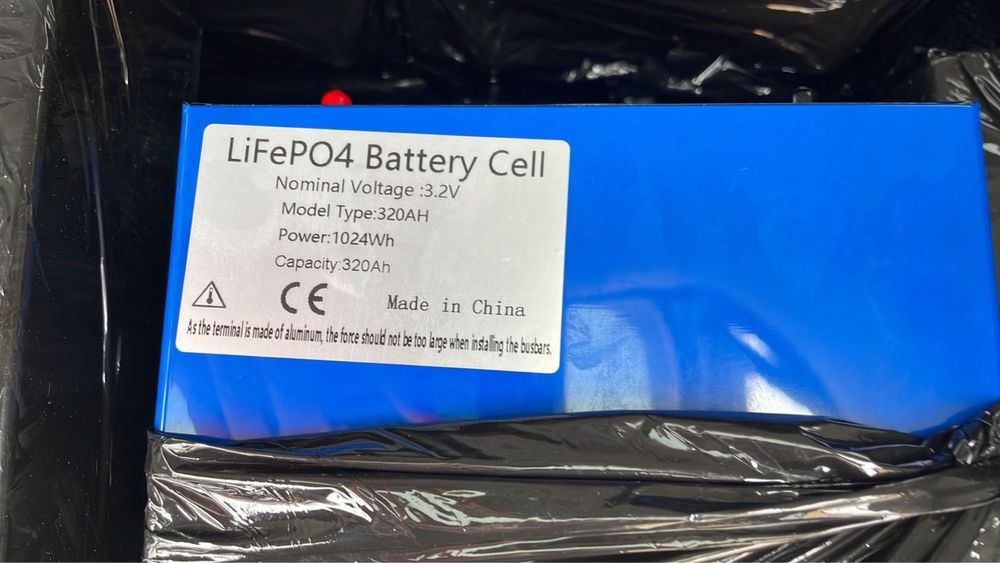 LiFePO4 Battery Cell
Nominal Voltage :3.2V
Model Type:320AH
Power:1024Wh
Capacity:320Ah
CE
Made in China
As the terminal is made of aluminum, the force should not be too large when installing the busbars.